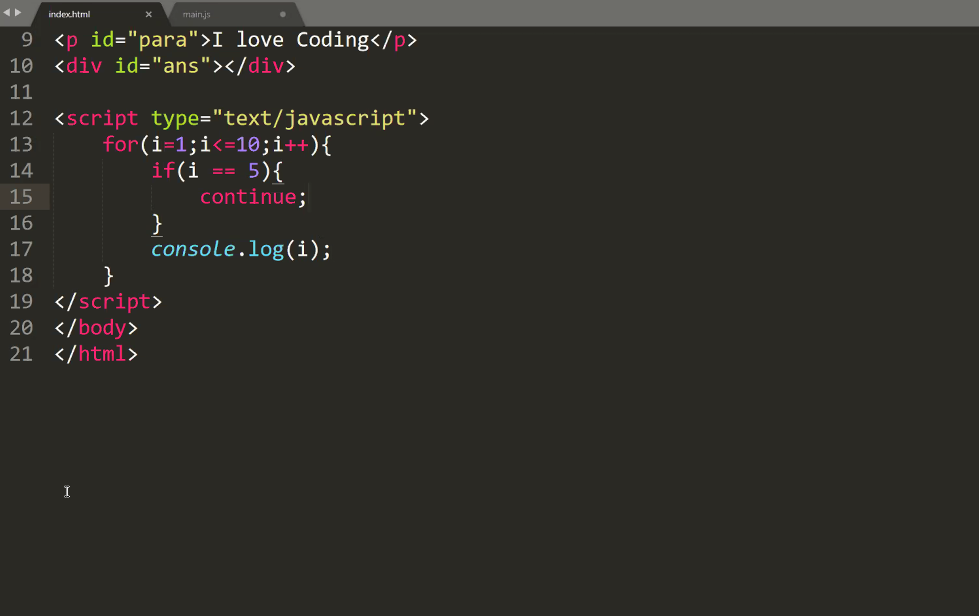 index.html × main.js
9 <p id="para">I love Coding</p>
10 <div id="ans"></div>
11
12 <script type="text/javascript">
13     for(i=1;i<=10;i++){
14         if(i == 5){
15             continue;
16         }
17         console.log(i);
18     }
19 </script>
20 </body>
21 </html>